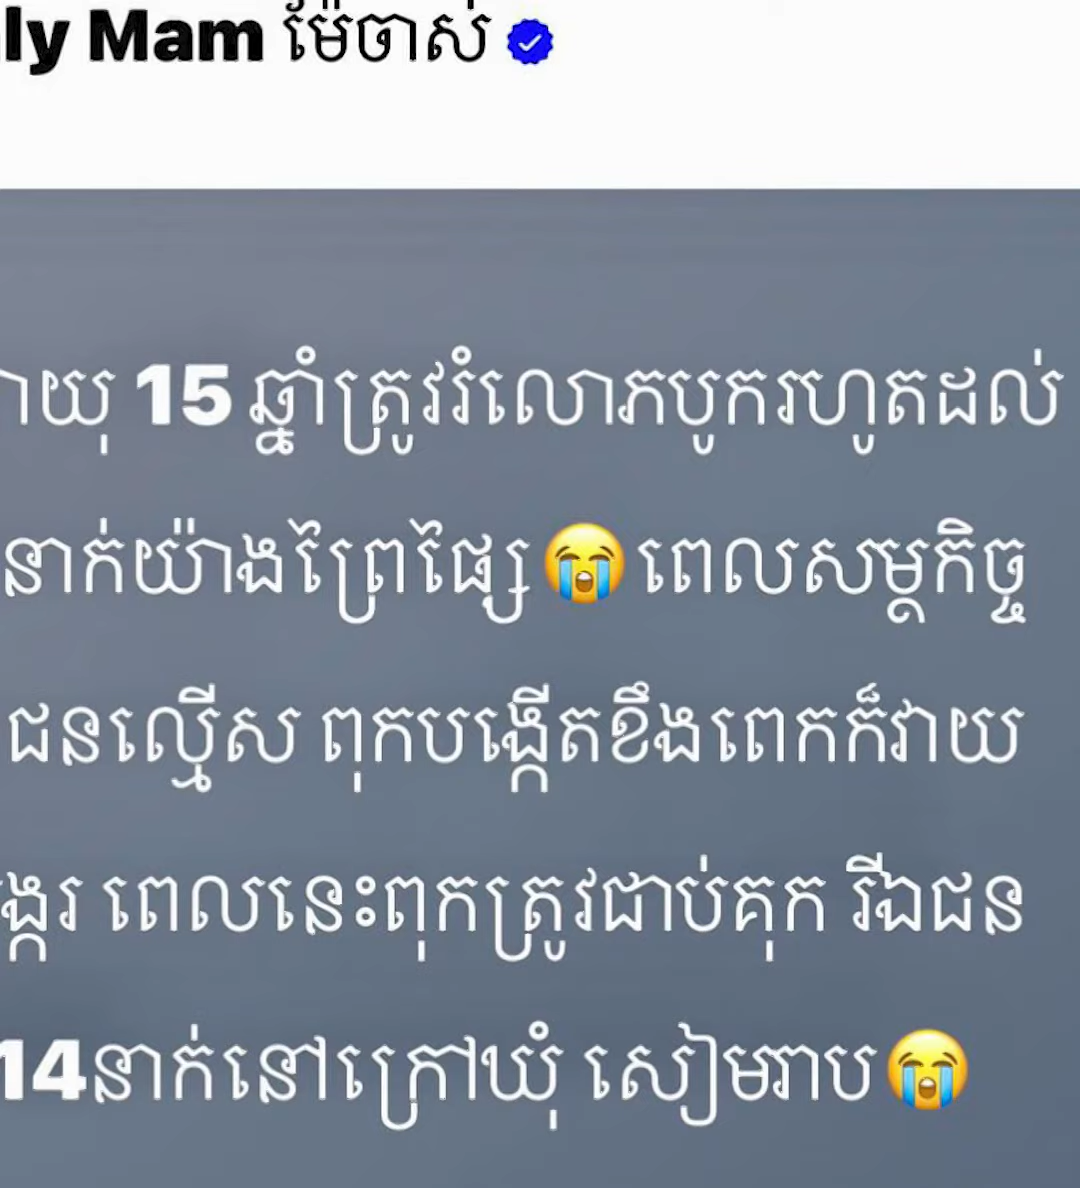 ly Mam ម៉ែចាស់
ាយុ 15 ឆ្នាំត្រូវរំលោភបូករហូតដល់
នាក់យ៉ាងព្រៃផ្សៃ😭 ពេលសម្ថកិច្ច
ជនល្មើស ពុកបង្កើតខឹងពេកក៏វាយ
ង្ករ ពេលនេះពុកត្រូវជាប់គុក រីឯជន
14នាក់នៅក្រៅឃុំ សៀមរាប😭